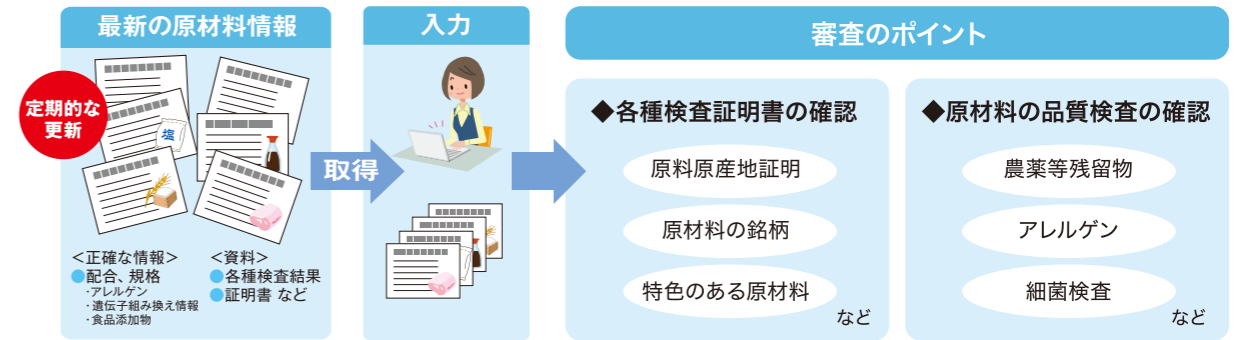 最新の原材料情報
定期的な
更新
塩
＜正確な情報＞
●配合、規格
・アレルゲン
・遺伝子組み換え情報
・食品添加物
＜資料＞
●各種検査結果
●証明書 など
取得
入力
審査のポイント
◆各種検査証明書の確認
原料原産地証明
原材料の銘柄
特色のある原材料
など
◆原材料の品質検査の確認
農薬等残留物
アレルゲン
細菌検査
など